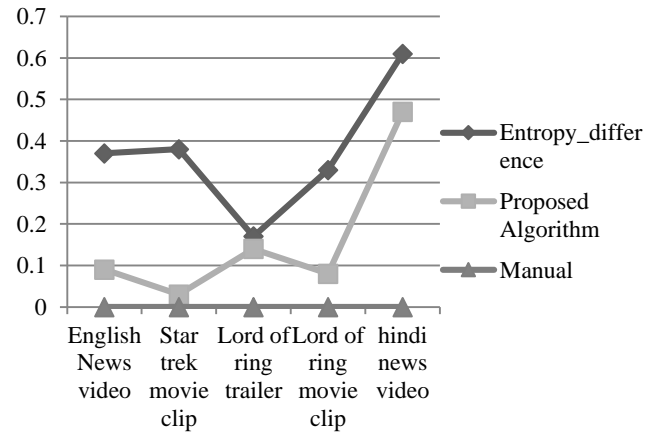 0.7
0.6
0.5
0.4
0.3
0.2
0.1
0
English
News
video
Star
trek
movie
clip
Lord of
ring
trailer
Lord of
ring
movie
clip
hindi
news
video
Entropy_differ
ence
Proposed
Algorithm
Manual